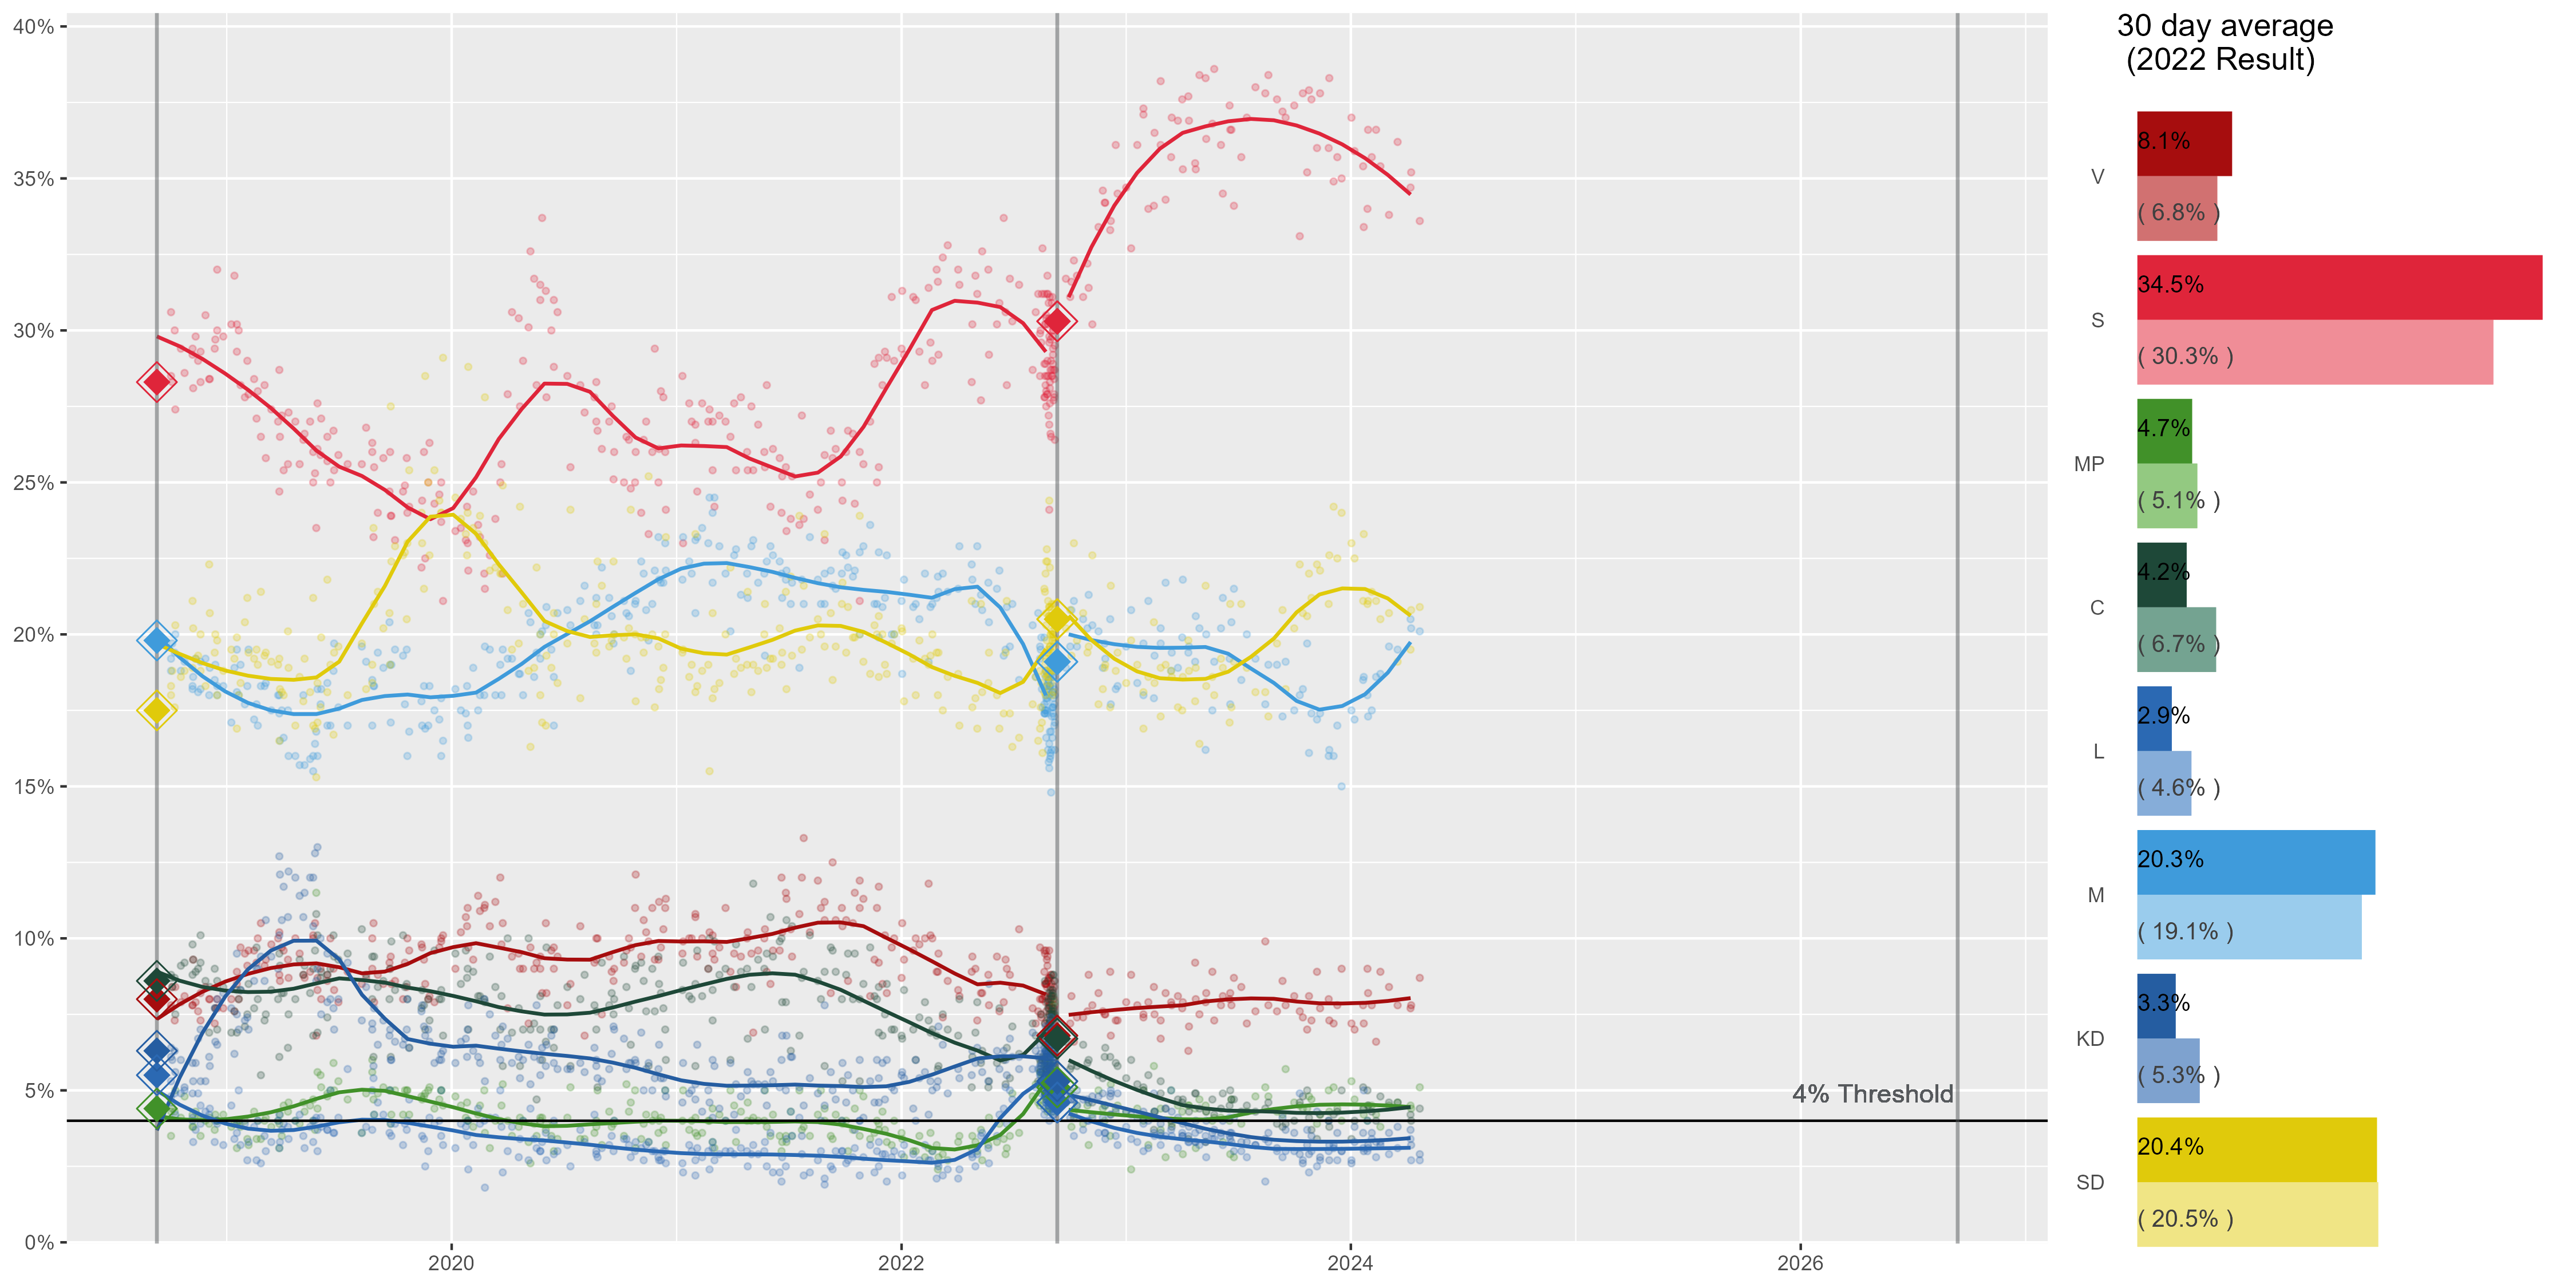 40%
35%
30%
25%
20%
15%
10%
5%
0%
2020
2022
2024
2026
4% Threshold
30 day average
(2022 Result)
V
8.1%
( 6.8% )
S
34.5%
( 30.3% )
MP
4.7%
( 5.1% )
C
4.2%
( 6.7% )
L
2.9%
( 4.6% )
M
20.3%
( 19.1% )
KD
3.3%
( 5.3% )
SD
20.4%
( 20.5% )